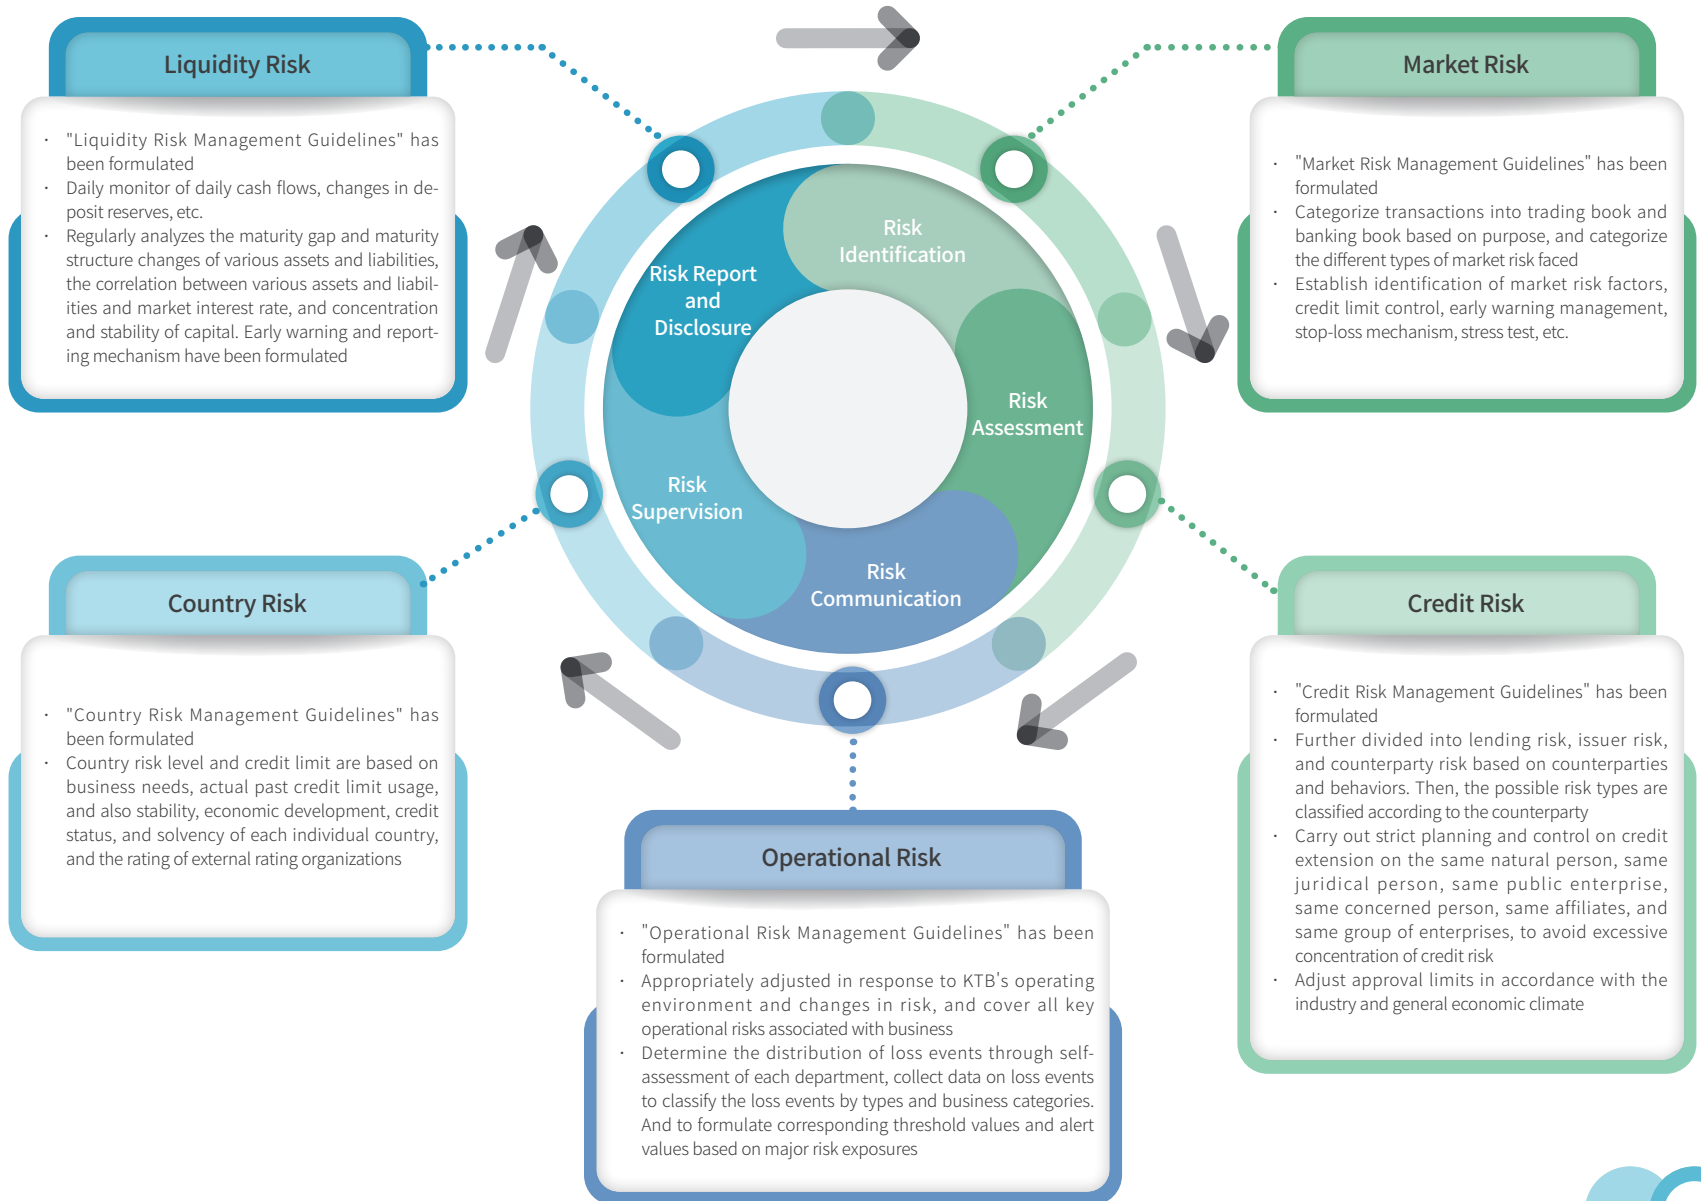 Liquidity Risk
· "Liquidity Risk Management Guidelines" has
been formulated
· Daily monitor of daily cash flows, changes in de-
posit reserves, etc.
· Regularly analyzes the maturity gap and maturity
structure changes of various assets and liabilities,
the correlation between various assets and liabil-
ities and market interest rate, and concentration
and stability of capital. Early warning and report-
ing mechanism have been formulated
Market Risk
· "Market Risk Management Guidelines" has been
formulated
· Categorize transactions into trading book and
banking book based on purpose, and categorize
the different types of market risk faced
· Establish identification of market risk factors,
credit limit control, early warning management,
stop-loss mechanism, stress test, etc.
Risk
Identification
Risk Report
and
Disclosure
Risk
Assessment
Risk
Supervision
Risk
Communication
Country Risk
· "Country Risk Management Guidelines" has
been formulated
· Country risk level and credit limit are based on
business needs, actual past credit limit usage,
and also stability, economic development, credit
status, and solvency of each individual country,
and the rating of external rating organizations
Credit Risk
· "Credit Risk Management Guidelines" has been
formulated
· Further divided into lending risk, issuer risk,
and counterparty risk based on counterparties
and behaviors. Then, the possible risk types are
classified according to the counterparty
· Carry out strict planning and control on credit
extension on the same natural person, same
juridical person, same public enterprise,
same concerned person, same affiliates, and
same group of enterprises, to avoid excessive
concentration of credit risk
· Adjust approval limits in accordance with the
industry and general economic climate
Operational Risk
· "Operational Risk Management Guidelines" has been
formulated
· Appropriately adjusted in response to KTB's operating
environment and changes in risk, and cover all key
operational risks associated with business
· Determine the distribution of loss events through self-
assessment of each department, collect data on loss events
to classify the loss events by types and business categories.
And to formulate corresponding threshold values and alert
values based on major risk exposures